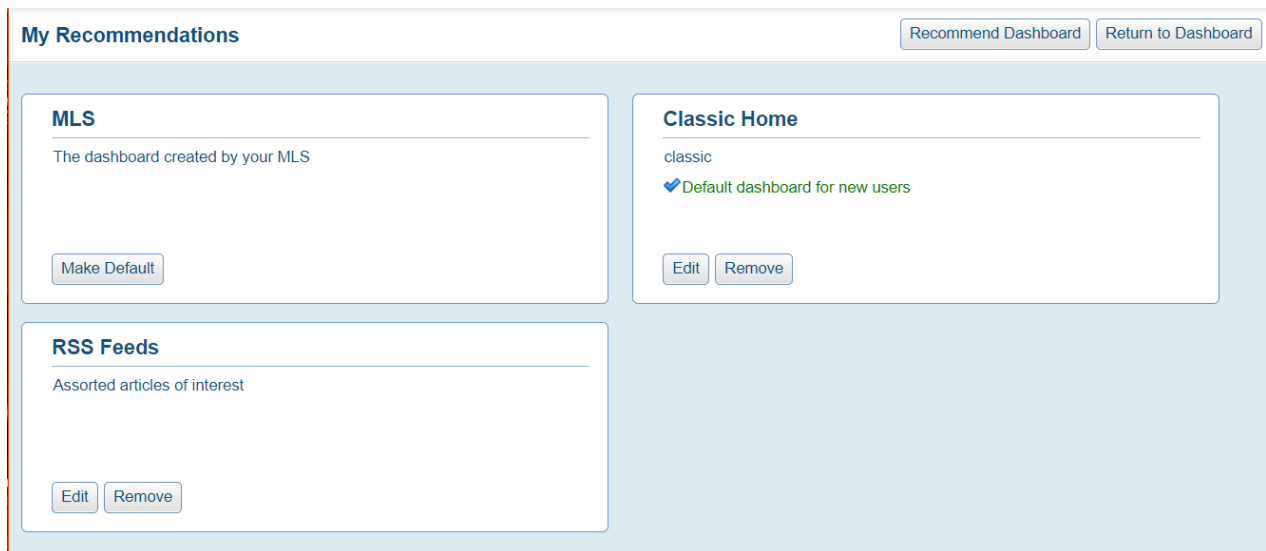 My Recommendations
Recommend Dashboard
Return to Dashboard
MLS
The dashboard created by your MLS
Make Default
Classic Home
classic
Default dashboard for new users
Edit
Remove
RSS Feeds
Assorted articles of interest
Edit
Remove